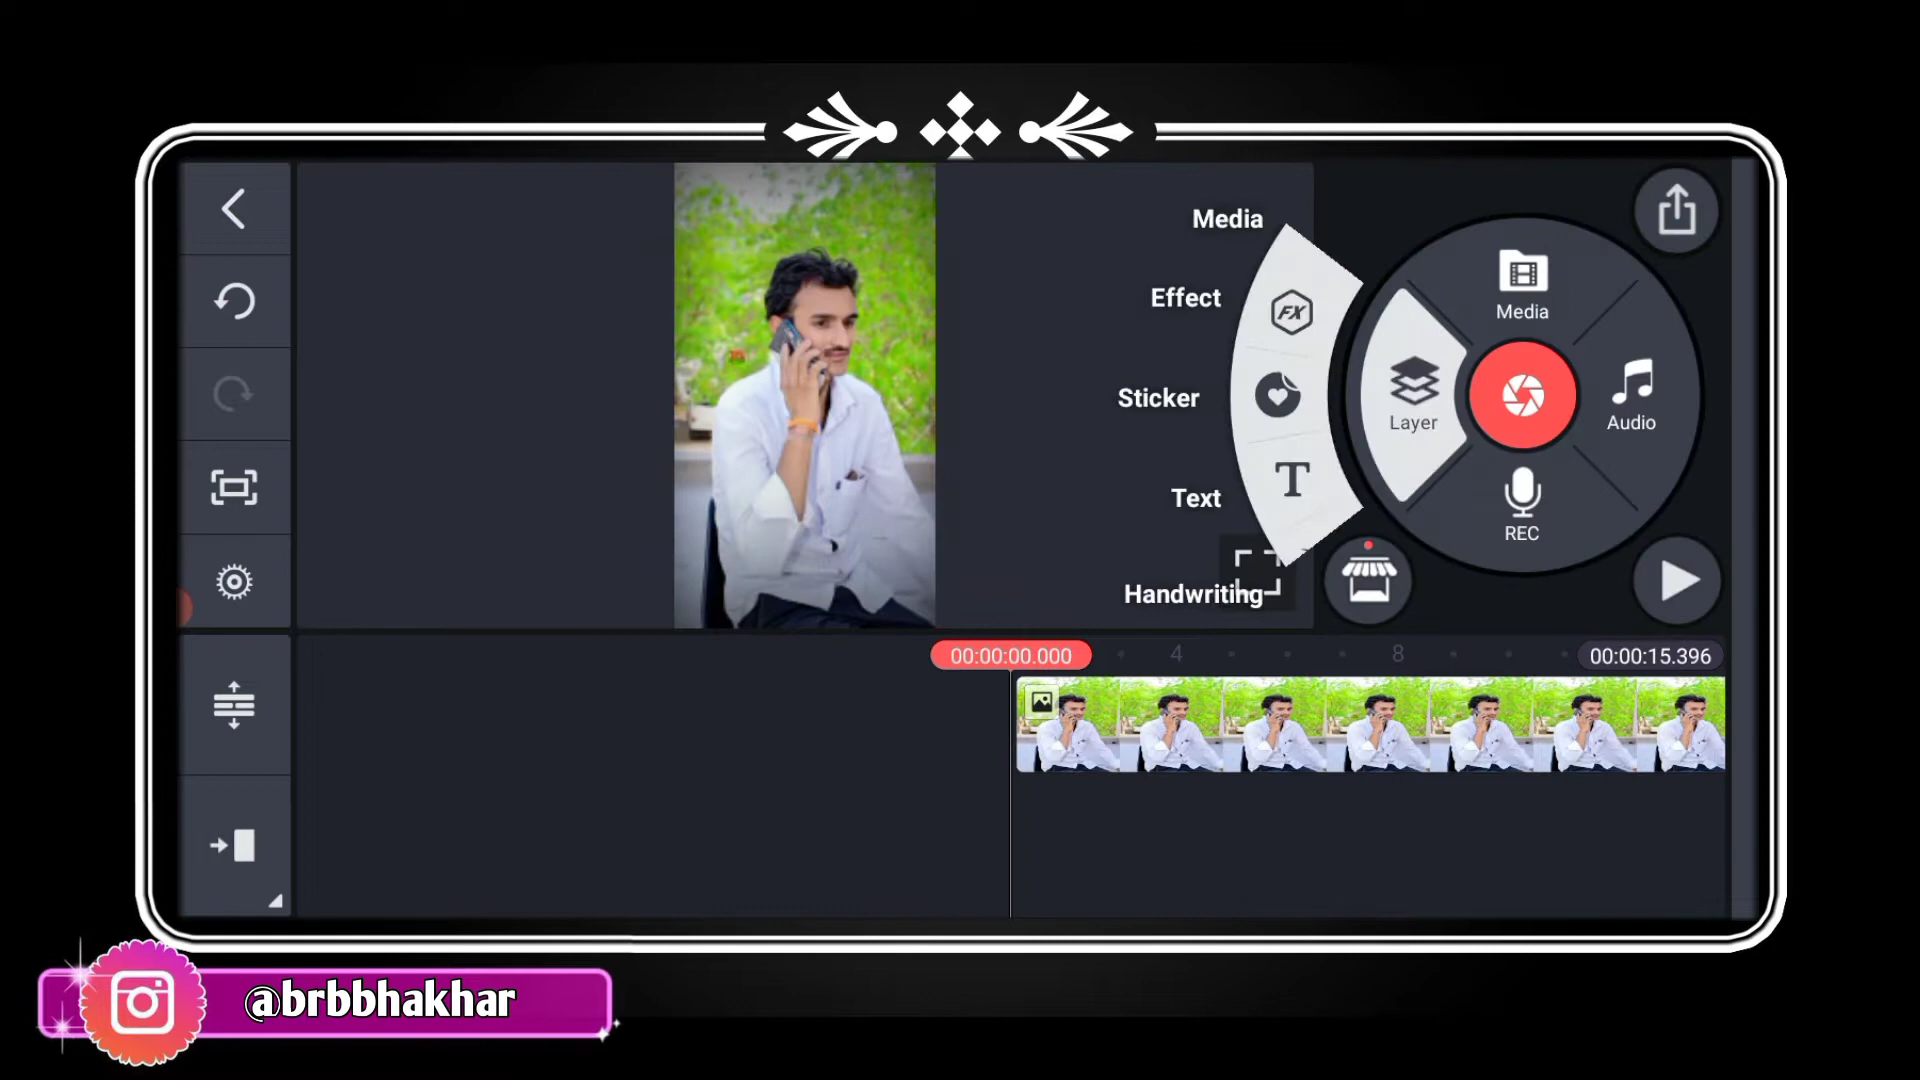 Media
Effect
FX
Sticker
Text
T
Handwriting
Media
Layer
Audio
REC
00:00:00.000
4
8
00:00:15.396
@brbbhakhar